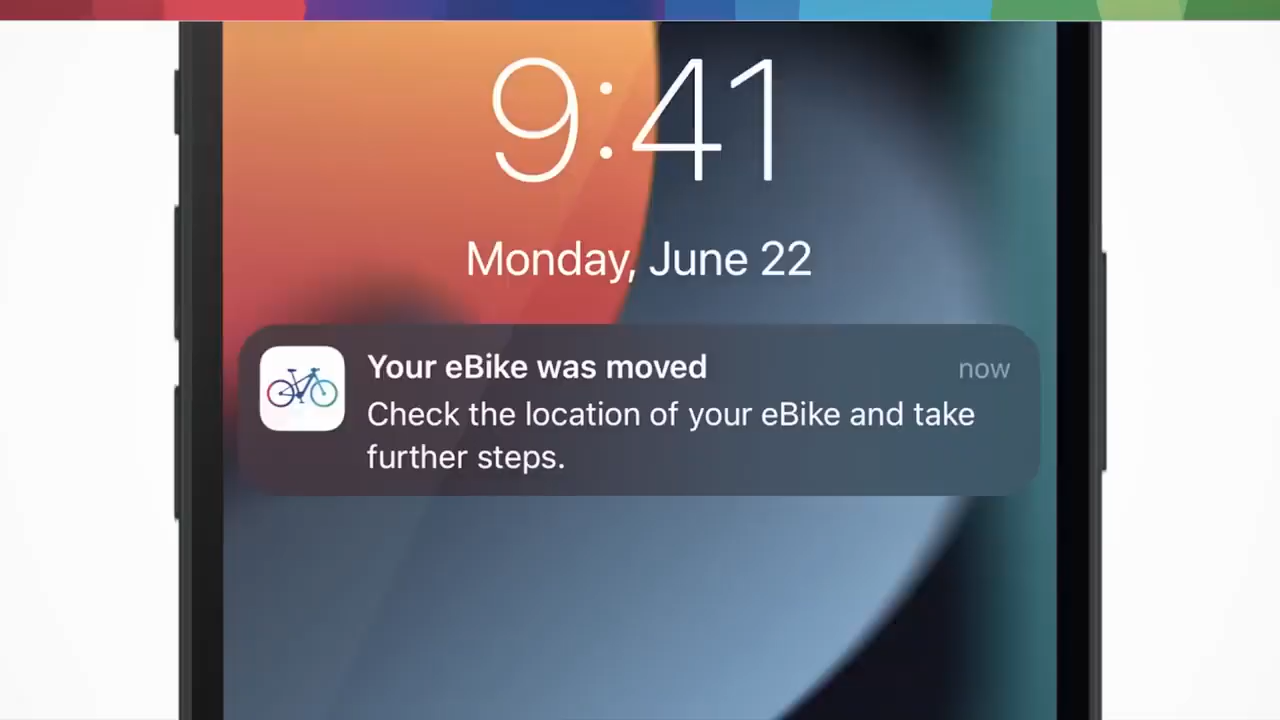 9:41
Monday, June 22
Your eBike was moved
now
Check the location of your eBike and take
further steps.